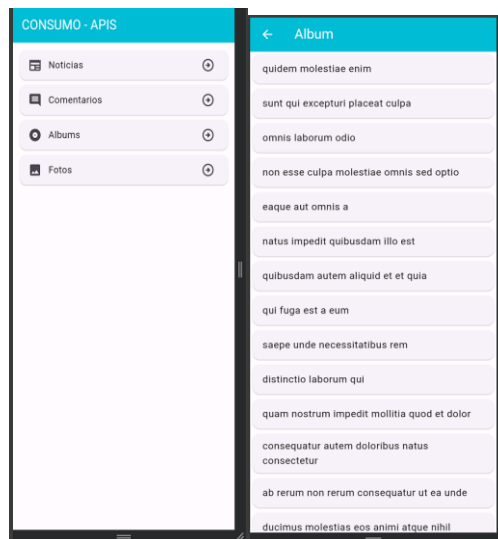 CONSUMO - APIS
Noticias
Comentarios
Albums
Fotos
Album
quidem molestiae enim
sunt qui excepturi placeat culpa
omnis laborum odio
non esse culpa molestiae omnis sed optio
eaque aut omnis a
natus impedit quibusdam illo est
quibusdam autem aliquid et et quia
qui fuga est a eum
saepe unde necessitatibus rem
distinctio laborum qui
quam nostrum impedit mollitia quod et dolor
consequatur autem doloribus natus
consectetur
ab rerum non rerum consequatur ut ea unde
ducimus molestias eos animi atque nihil